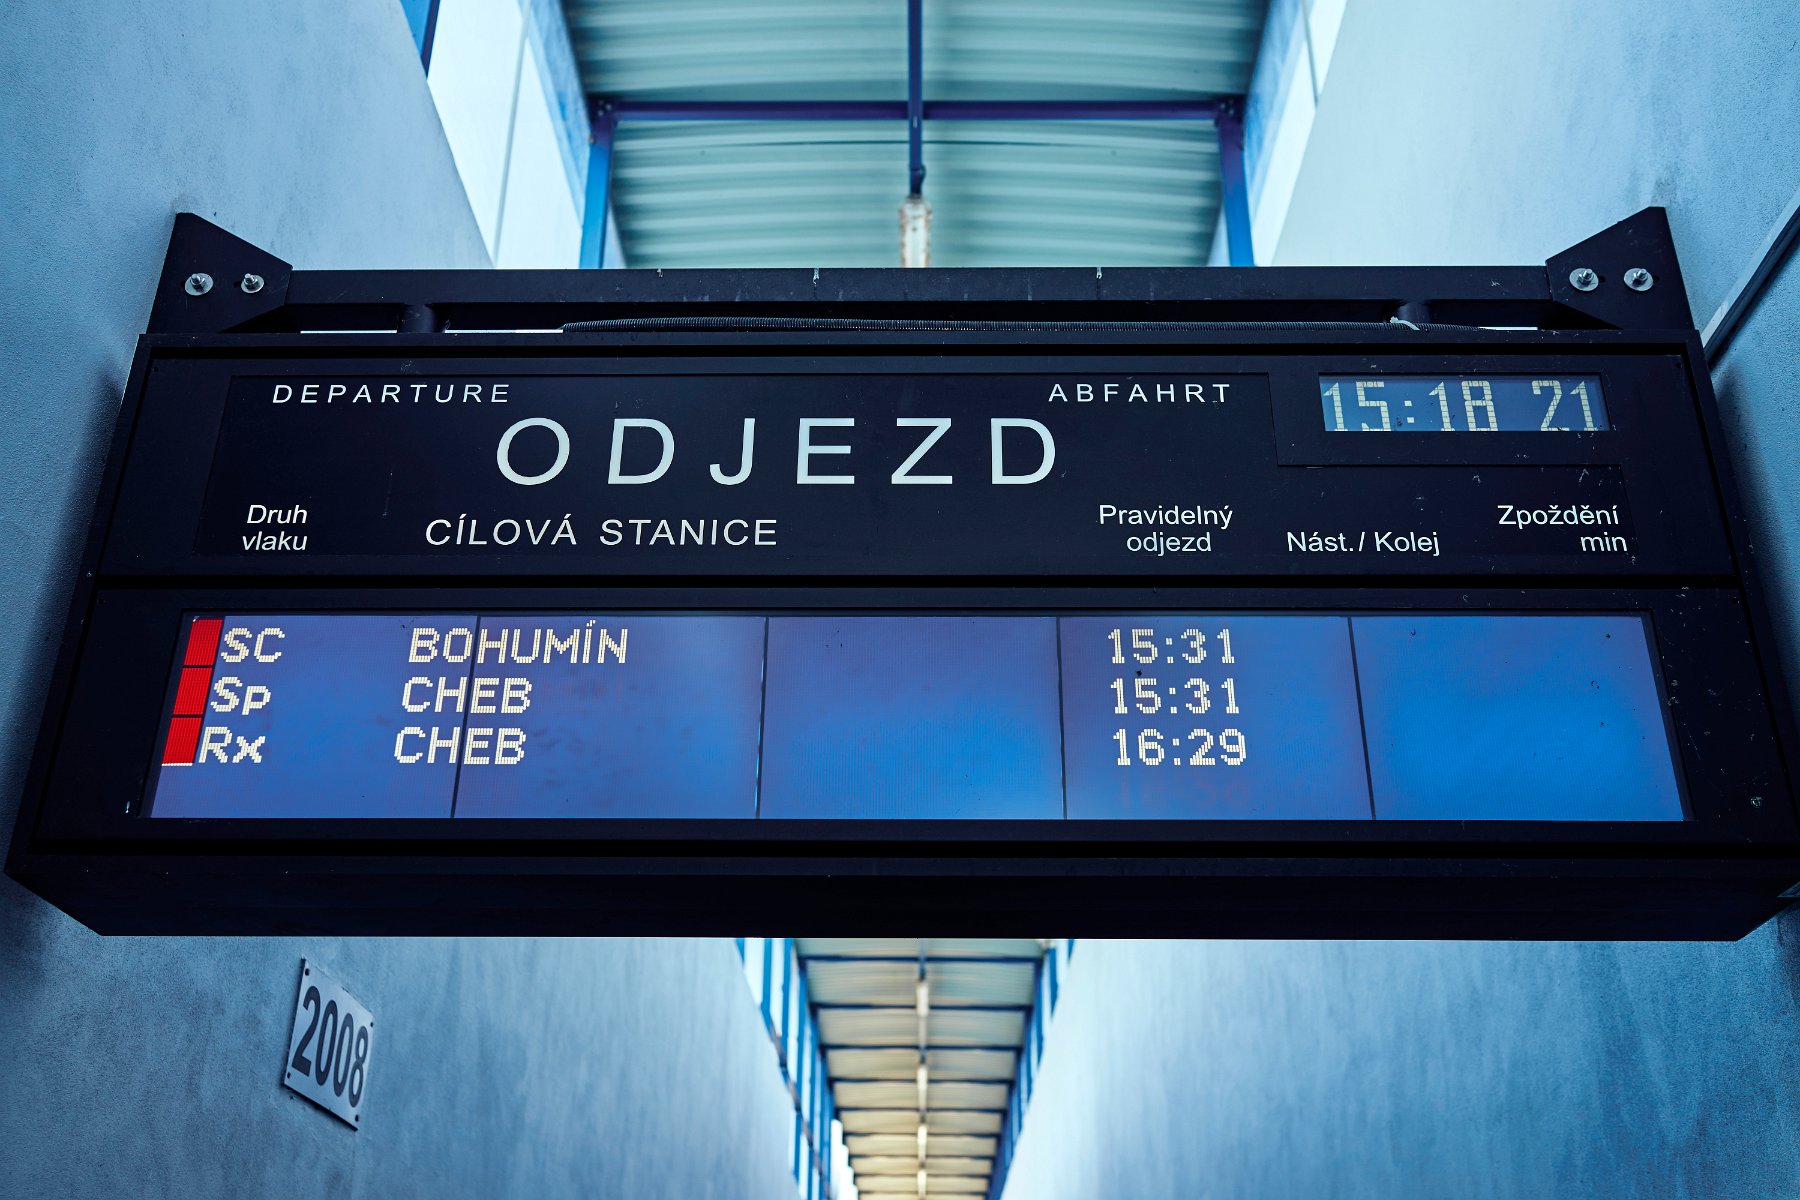 DEPARTURE ABFAHRT 15:18 21
ODJEZD
Druh vlaku
CÍLOVÁ STANICE
Pravidelný odjezd
Nást./ Kolej
Zpoždění min
SC BOHUMÍN 15:31
Sp CHEB 15:31
Rx CHEB 16:29
2008